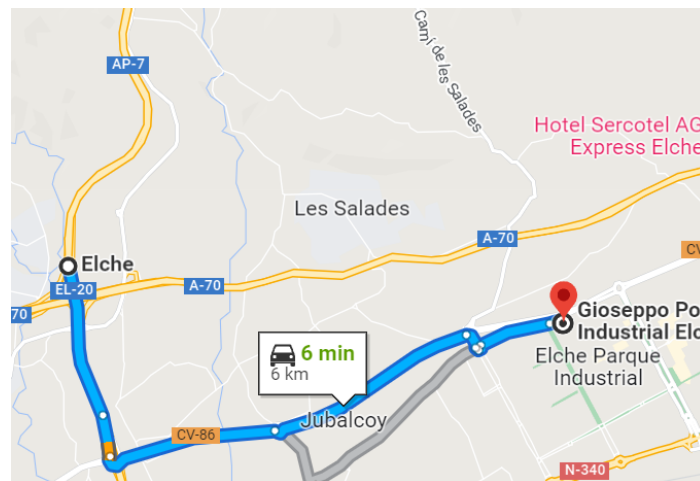 AP-7
Camí de les Salades
Hotel Sercotel AG
Express Elche
Les Salades
A-70
CV
Elche
EL-20
A-70
70
Gioseppo Po
Industrial Elc
Elche Parque
Industrial
6 min
6 km
Jubalcoy
CV-86
N-340